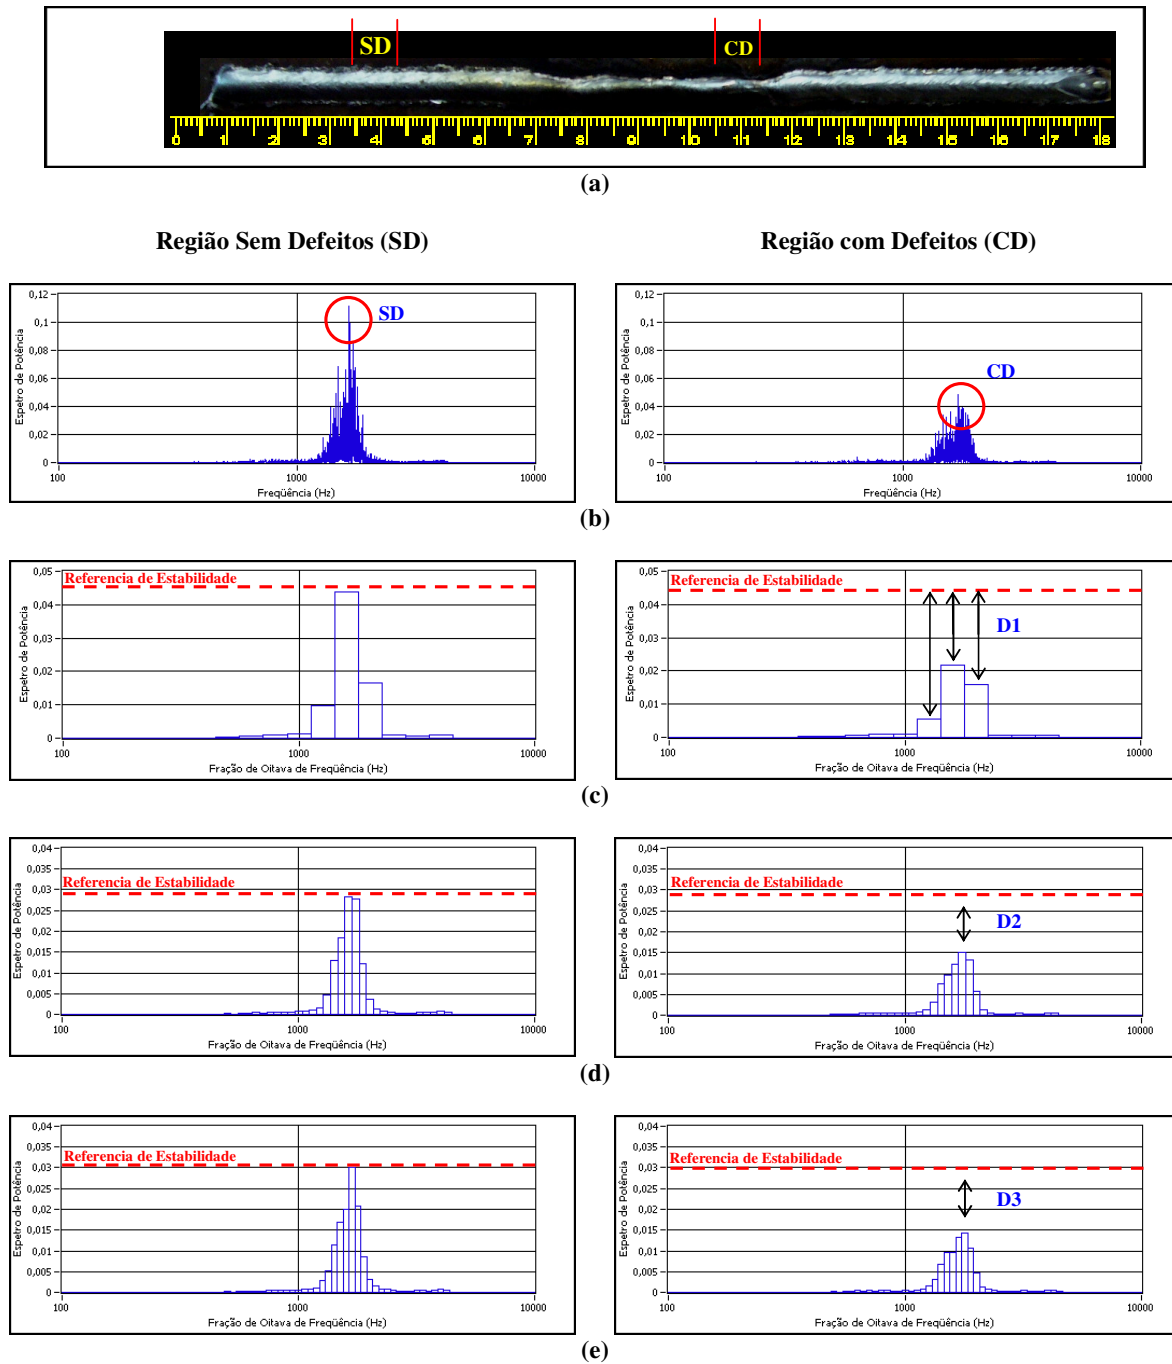 SD
CD
0 1 2 3 4 5 6 7 8 9 10 11 12 13 14 15 16 17 18
(a)
Região Sem Defeitos (SD)
Região com Defeitos (CD)
Espetro de Potência
0,12
0,1
0,08
0,06
0,04
0,02
0
SD
100 1000 10000
Freqüência (Hz)
Espetro de Potência
0,12
0,1
0,08
0,06
0,04
0,02
0
CD
100 1000 10000
Freqüência (Hz)
(b)
Espetro de Potência
0,05
0,04
0,03
0,02
0,01
0
Referencia de Estabilidade
100 1000 10000
Fração de Oitava de Freqüência (Hz)
Espetro de Potência
0,05
0,04
0,03
0,02
0,01
0
Referencia de Estabilidade
D1
100 1000 10000
Fração de Oitava de Freqüência (Hz)
(c)
Espetro de Potência
0,04
0,035
0,03
0,025
0,02
0,015
0,01
0,005
0
Referencia de Estabilidade
100 1000 10000
Fração de Oitava de Freqüência (Hz)
Espetro de Potência
0,04
0,035
0,03
0,025
0,02
0,015
0,01
0,005
0
Referencia de Estabilidade
D2
100 1000 10000
Fração de Oitava de Freqüência (Hz)
(d)
Espetro de Potência
0,04
0,035
0,03
0,025
0,02
0,015
0,01
0,005
0
Referencia de Estabilidade
100 1000 10000
Fração de Oitava de Freqüência (Hz)
Espetro de Potência
0,04
0,035
0,03
0,025
0,02
0,015
0,01
0,005
0
Referencia de Estabilidade
D3
100 1000 10000
Fração de Oitava de Freqüência (Hz)
(e)